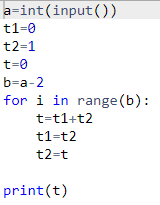 a=int(input())
t1=0
t2=1
t=0
b=a-2
for i in range(b):
    t=t1+t2
    t1=t2
    t2=t

print(t)